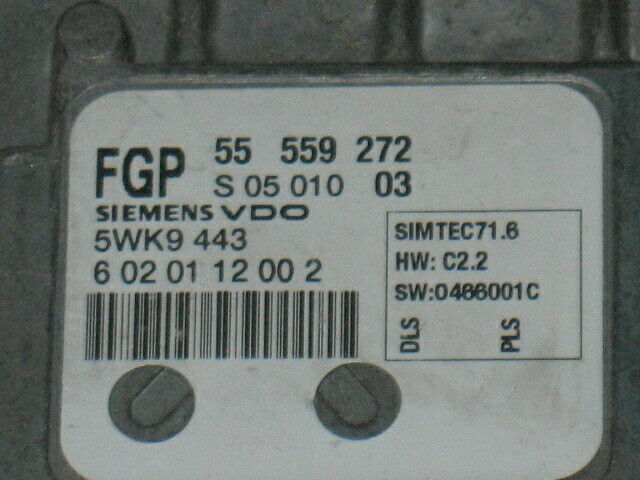 FGP 55 559 272
S 05 010 03
SIEMENS VDO
5WK9 443
6 02 01 12 00 2
SIMTEC71.6
HW: C2.2
SW:0466001C
DLS PLS